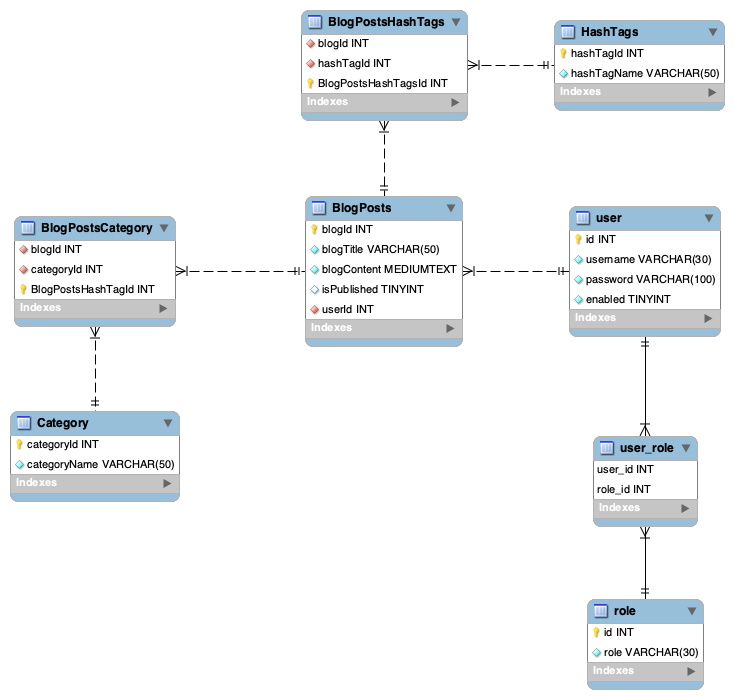 BlogPostsHashTags
blogId INT
hashTagId INT
BlogPostsHashTagsId INT
Indexes
HashTags
hashTagId INT
hashTagName VARCHAR(50)
Indexes
BlogPostsCategory
blogId INT
categoryId INT
BlogPostsHashTagId INT
Indexes
BlogPosts
blogId INT
blogTitle VARCHAR(50)
blogContent MEDIUMTEXT
isPublished TINYINT
userId INT
Indexes
user
id INT
username VARCHAR(30)
password VARCHAR(100)
enabled TINYINT
Indexes
Category
categoryId INT
categoryName VARCHAR(50)
Indexes
user_role
user_id INT
role_id INT
Indexes
role
id INT
role VARCHAR(30)
Indexes